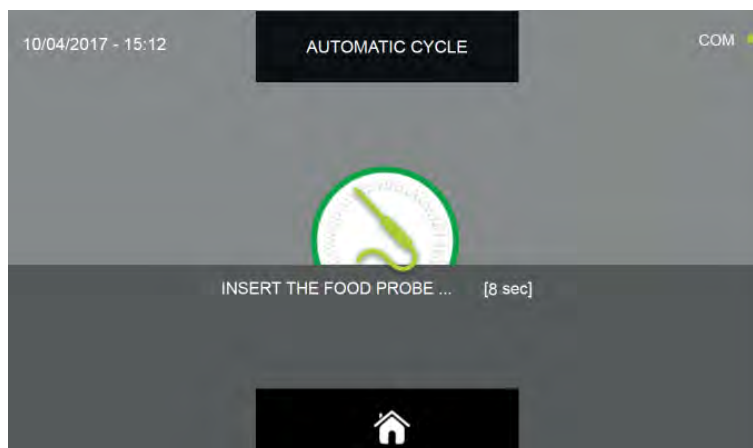 10/04/2017 - 15:12
AUTOMATIC CYCLE
COM
INSERT THE FOOD PROBE ... [8 sec]